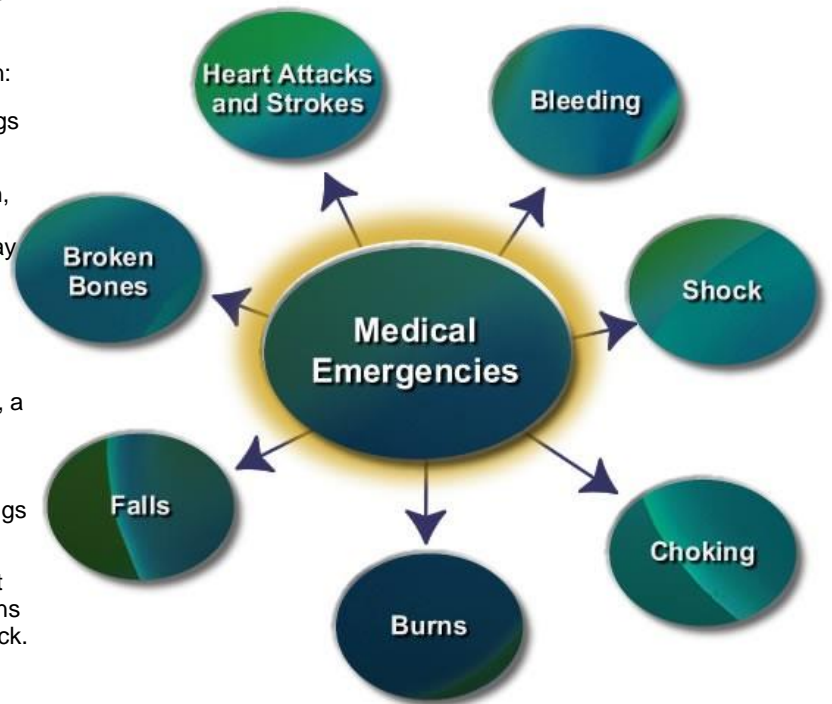 Heart Attacks
and Strokes
Bleeding
Broken
Bones
Shock
Medical
Emergencies
Falls
Choking
Burns
, a